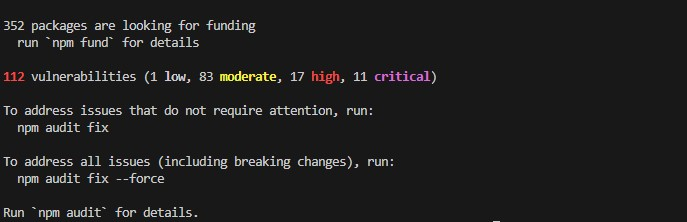 352 packages are looking for funding
  run `npm fund` for details
112 vulnerabilities (1 low, 83 moderate, 17 high, 11 critical)
To address issues that do not require attention, run:
  npm audit fix
To address all issues (including breaking changes), run:
  npm audit fix --force
Run `npm audit` for details.